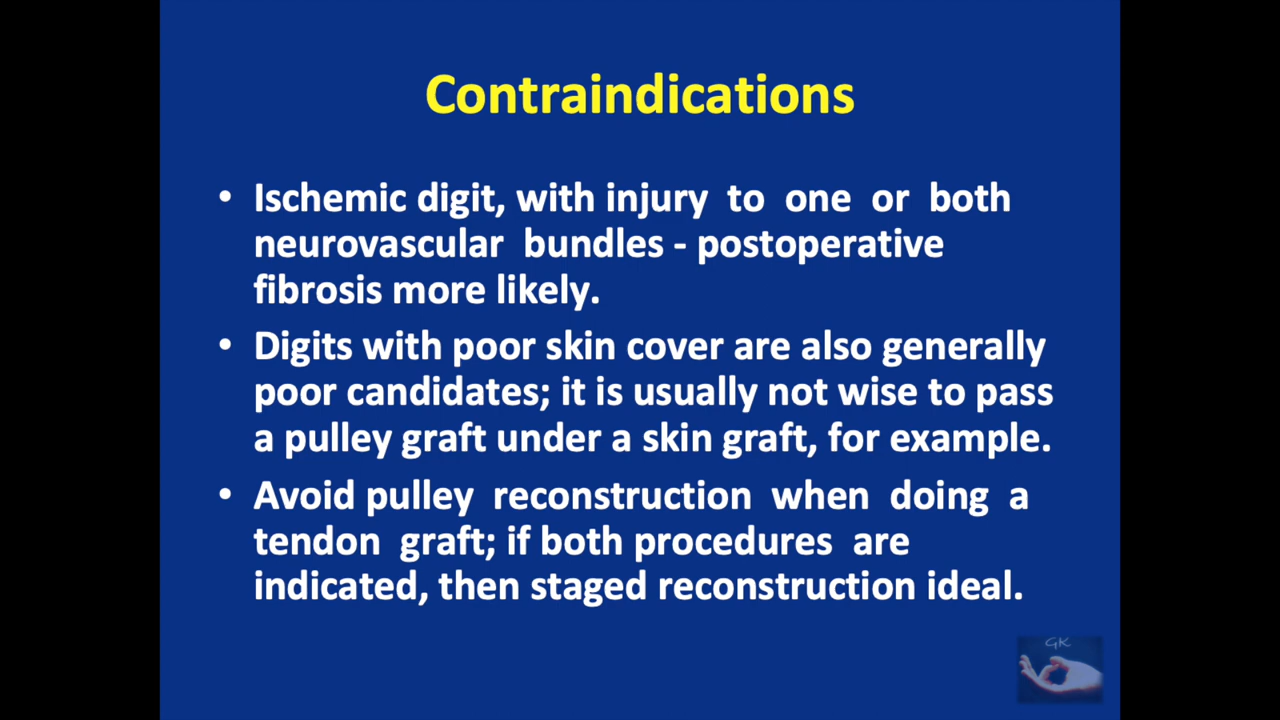 Contraindications
• Ischemic digit, with injury to one or both
neurovascular bundles - postoperative
fibrosis more likely.
• Digits with poor skin cover are also generally
poor candidates; it is usually not wise to pass
a pulley graft under a skin graft, for example.
• Avoid pulley reconstruction when doing a
tendon graft; if both procedures are
indicated, then staged reconstruction ideal.
GK